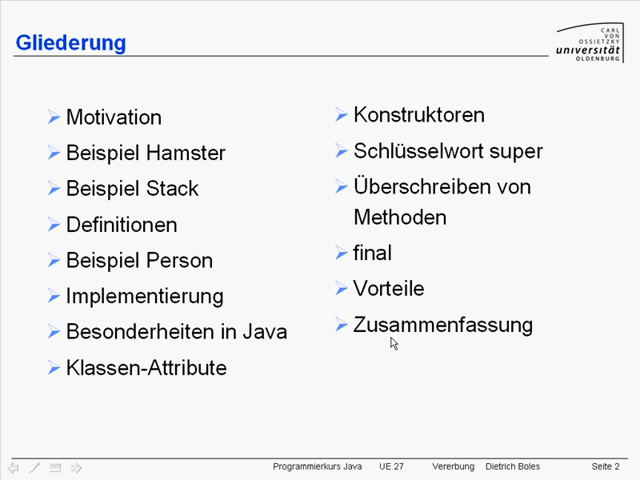 Gliederung
CARL
VON
OSSIETZKY
universität
OLDENBURG
Motivation
Beispiel Hamster
Beispiel Stack
Definitionen
Beispiel Person
Implementierung
Besonderheiten in Java
Klassen-Attribute
Konstruktoren
Schlüsselwort super
Überschreiben von
Methoden
final
Vorteile
Zusammenfassung
Programmierkurs Java UE 27 Vererbung Dietrich Boles Seite 2